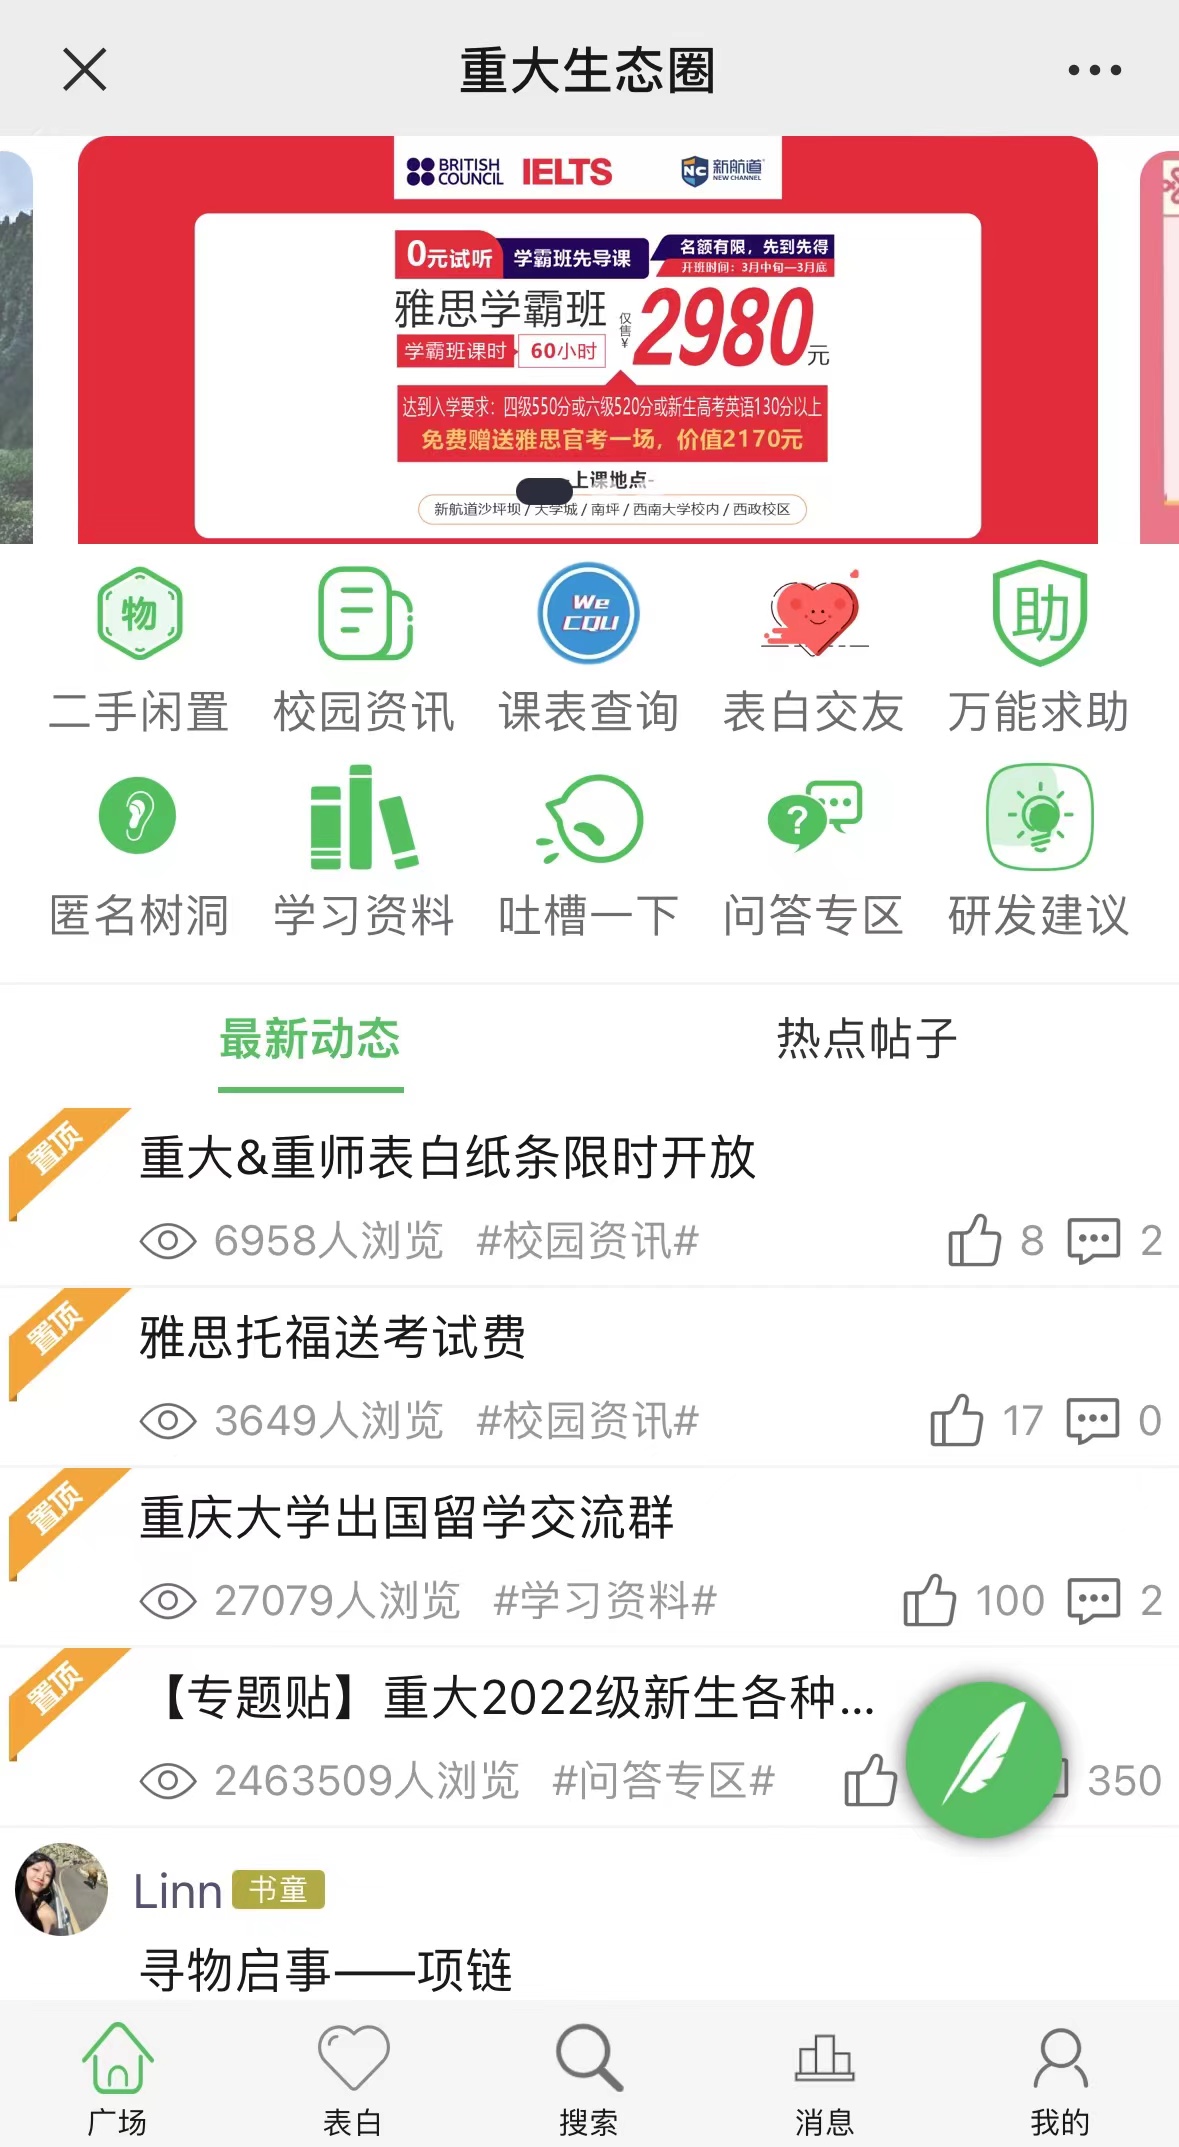 重大生态圈
BRITISH COUNCIL IELTS 新航道 NEW CHANNEL
0元试听 学霸班先导课 名额有限，先到先得
开班时间：3月中旬—3月底
雅思学霸班 仅售¥2980元
学霸班课时 60小时
达到入学要求：四级550分或六级520分或新生高考英语130分以上
免费赠送雅思官考一场，价值2170元
上课地点-
新航道沙坪坝 / 大学城 / 南坪 / 西南大学校内 / 西政校区
物 We CQU 助
二手闲置 校园资讯 课表查询 表白交友 万能求助
?
匿名树洞 学习资料 吐槽一下 问答专区 研发建议
最新动态 热点帖子
置顶 重大&重师表白纸条限时开放
6958人浏览 #校园资讯# 8 2
置顶 雅思托福送考试费
3649人浏览 #校园资讯# 17 0
置顶 重庆大学出国留学交流群
27079人浏览 #学习资料# 100 2
置顶 【专题贴】重大2022级新生各种...
2463509人浏览 #问答专区# 350
Linn 书童
寻物启事——项链
广场 表白 搜索 消息 我的